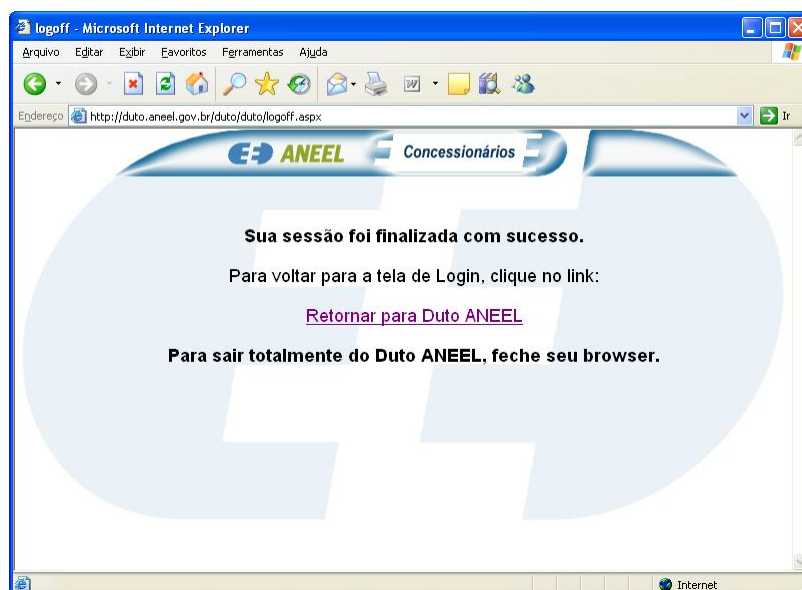 logoff - Microsoft Internet Explorer
Arquivo Editar Exibir Favoritos Ferramentas Ajuda
Endereço http://duto.aneel.gov.br/duto/duto/logoff.aspx Ir
ANEEL Concessionários
Sua sessão foi finalizada com sucesso.
Para voltar para a tela de Login, clique no link:
Retornar para Duto ANEEL
Para sair totalmente do Duto ANEEL, feche seu browser.
Internet